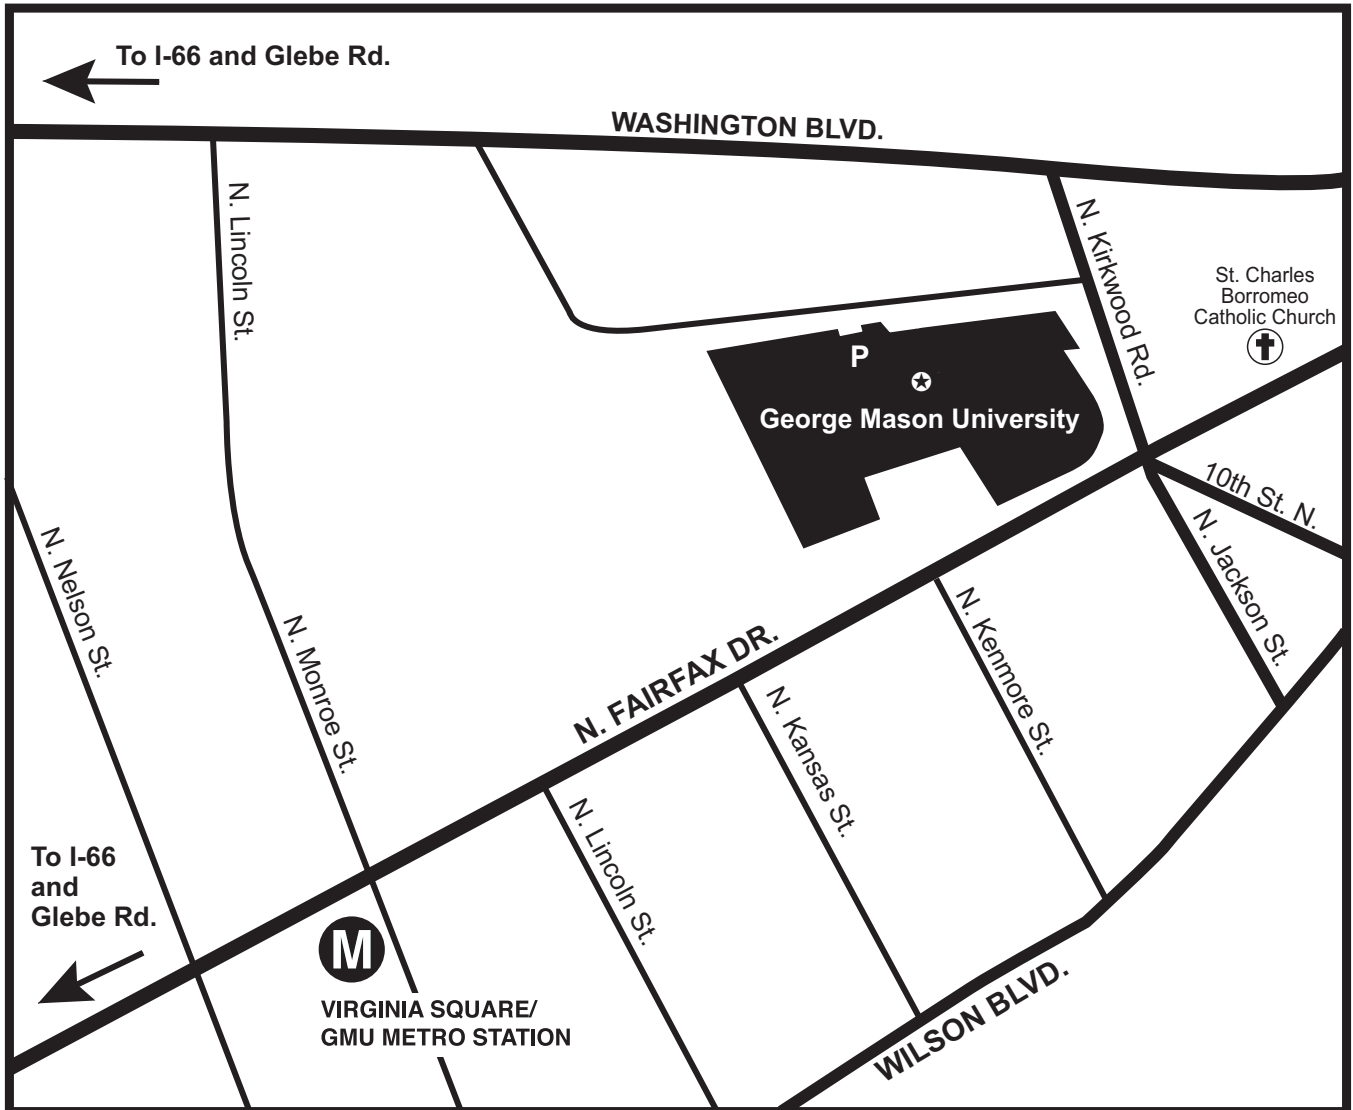 To I-66 and Glebe Rd.
WASHINGTON BLVD.
N. Lincoln St.
N. Kirkwood Rd.
St. Charles
Borromeo
Catholic Church
P
George Mason University
10th St. N.
N. Jackson St.
N. Nelson St.
N. Monroe St.
N. FAIRFAX DR.
N. Kenmore St.
N. Kansas St.
N. Lincoln St.
To I-66
and
Glebe Rd.
M
VIRGINIA SQUARE/
GMU METRO STATION
WILSON BLVD.